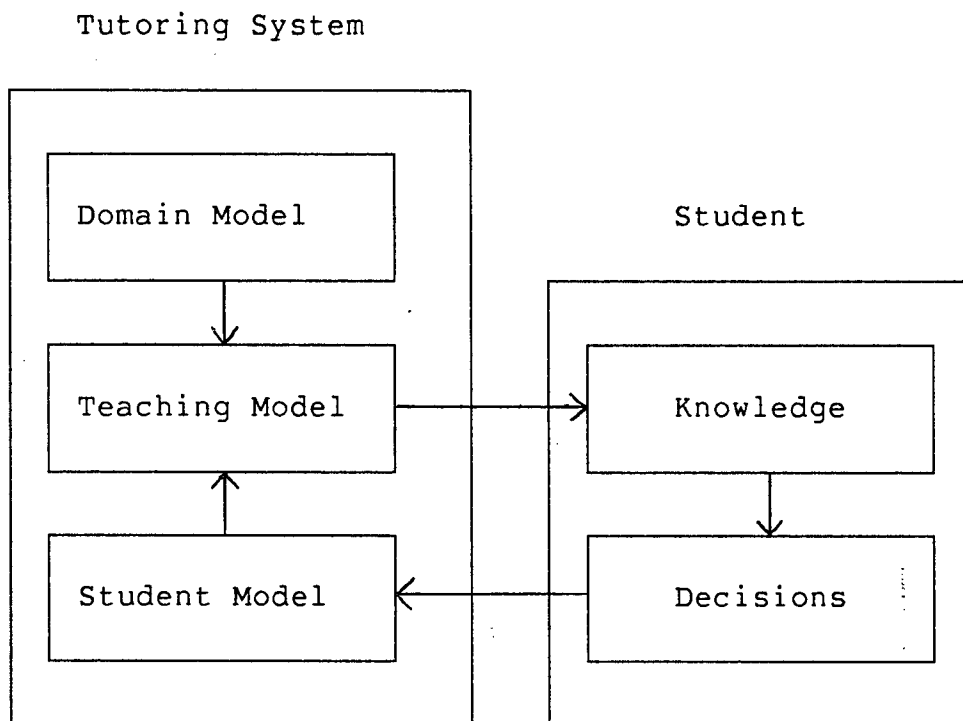 Tutoring System
Domain Model
Student
Teaching Model
Knowledge
Student Model
Decisions